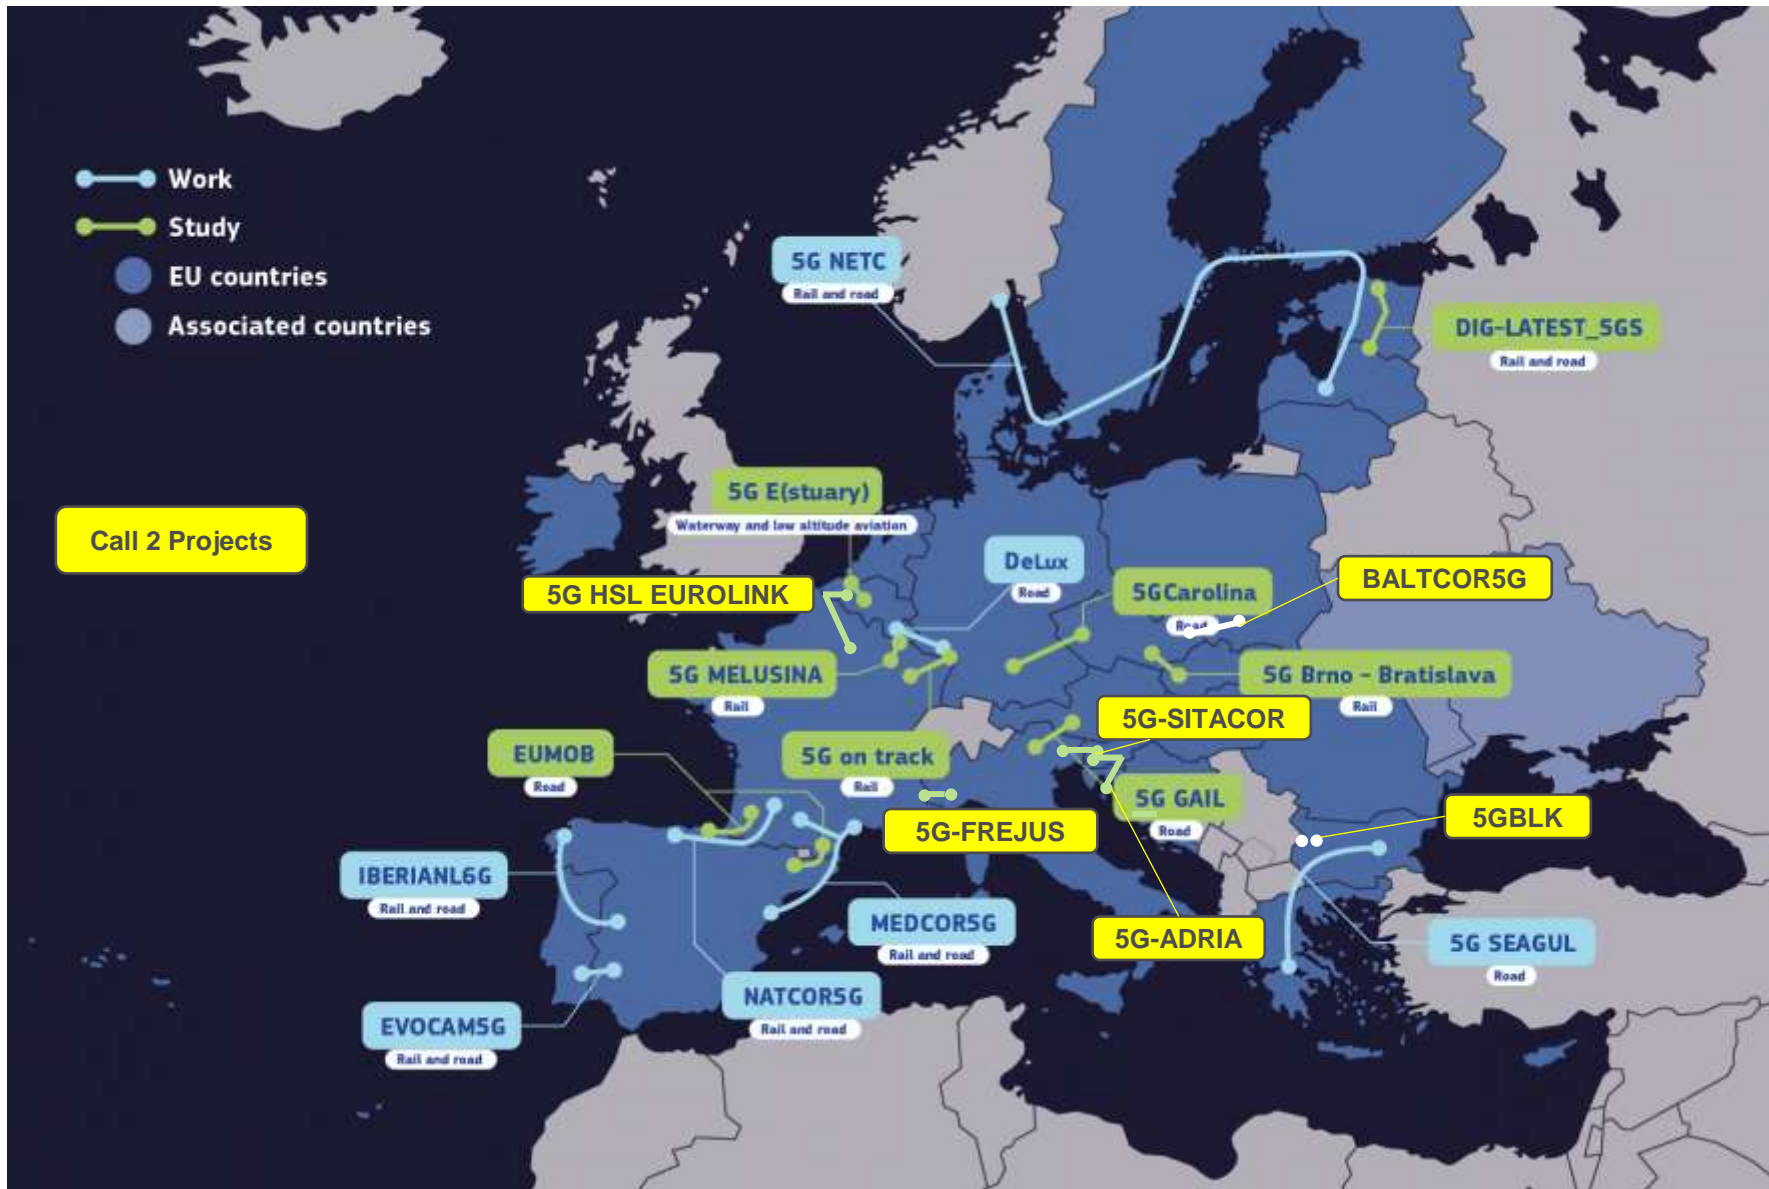 Work
Study
EU countries
Associated countries
Call 2 Projects
5G NETC
Rail and road
DIG-LATEST_5GS
Rail and road
5G E(stuary)
Waterway and low altitude aviation
5G HSL EUROLINK
DeLux
Road
5GCarolina
Road
BALTCOR5G
5G MELUSINA
Rail
5G Brno - Bratislava
Rail
5G-SITACOR
EUMOB
Road
5G on track
Rail
5G GAIL
Road
5G-FREJUS
5GBLK
IBERIANL6G
Rail and road
MEDCOR5G
Rail and road
5G-ADRIA
5G SEAGUL
Road
NATCOR5G
Rail and road
EVOCAM5G
Rail and road